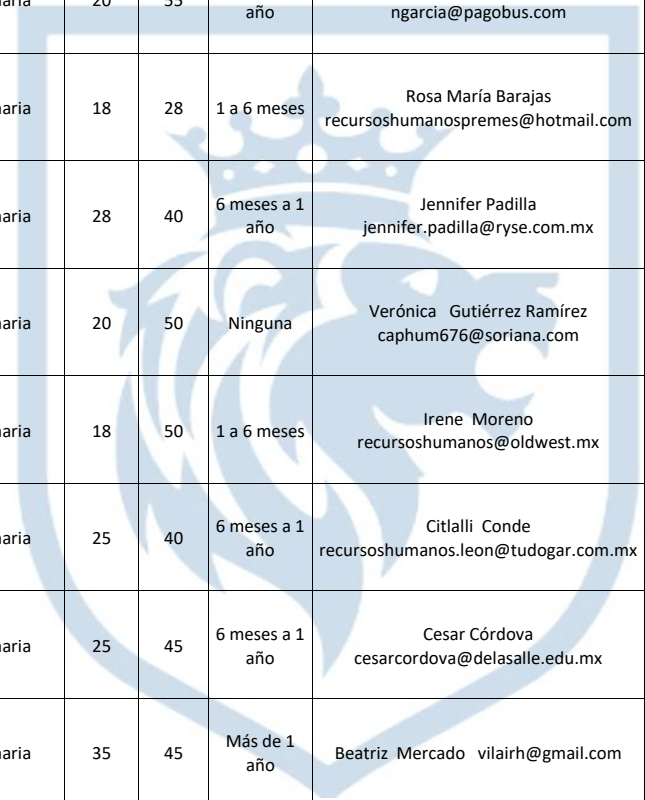 año ngarcia@pagobus.com
aria 18 28 1 a 6 meses Rosa María Barajas
recursoshumanospremes@hotmail.com
aria 28 40 6 meses a 1
año Jennifer Padilla
jennifer.padilla@ryse.com.mx
aria 20 50 Ninguna Verónica Gutiérrez Ramírez
caphum676@soriana.com
aria 18 50 1 a 6 meses Irene Moreno
recursoshumanos@oldwest.mx
aria 25 40 6 meses a 1
año Citlalli Conde
recursoshumanos.leon@tudogar.com.mx
aria 25 45 6 meses a 1
año Cesar Córdova
cesarcordova@delasalle.edu.mx
aria 35 45 Más de 1
año Beatriz Mercado vilairh@gmail.com